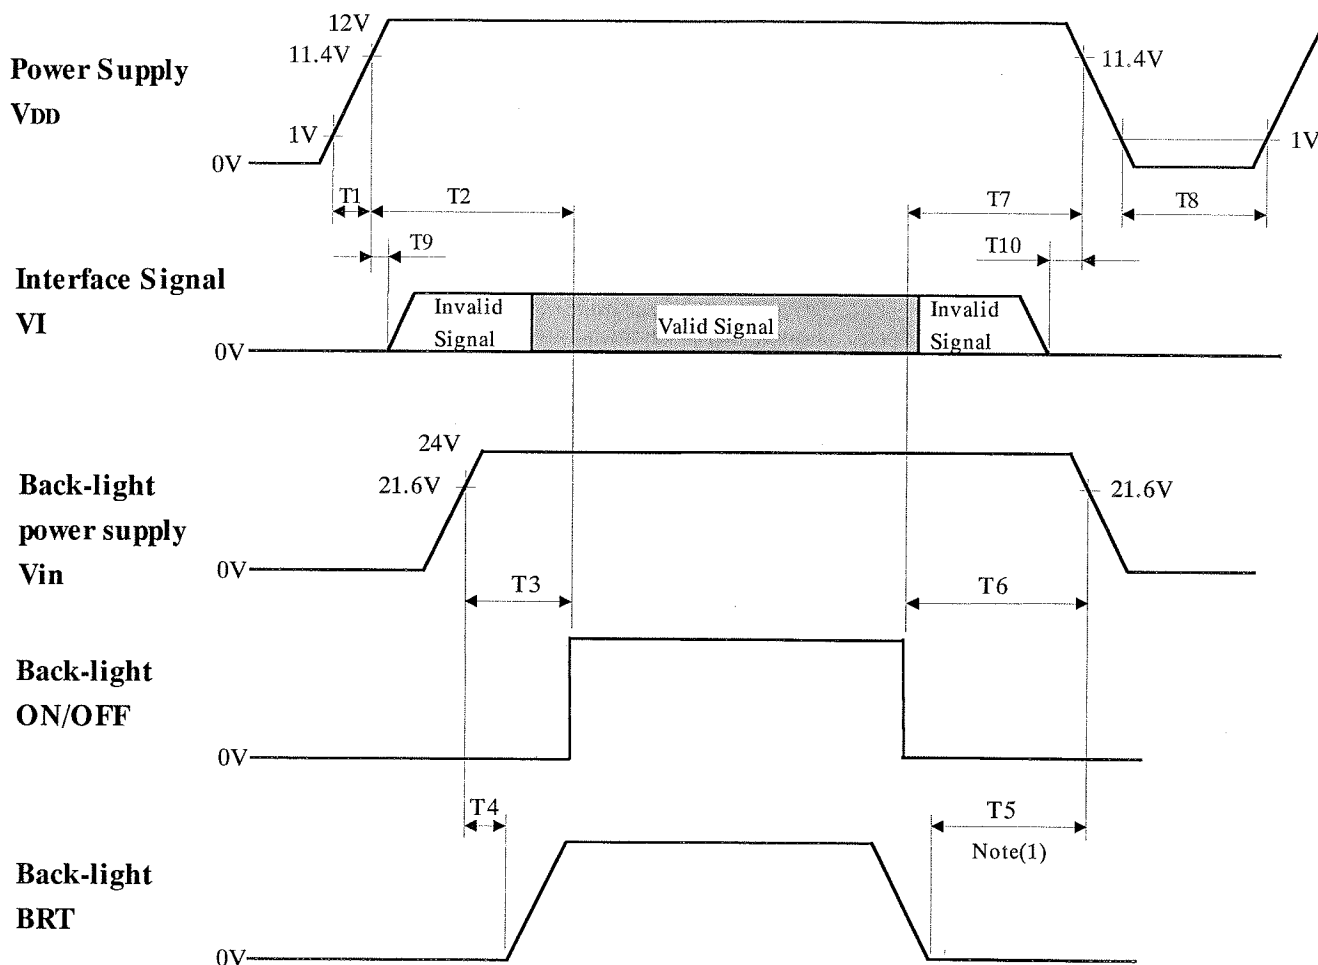 12V
11.4V
Power Supply
VDD
1V
0V
11.4V
1V
T1
T2
T7
T8
T9
T10
Interface Signal
VI
0V
Invalid
Signal
Valid Signal
Invalid
Signal
24V
21.6V
21.6V
Back-light
power supply
Vin
0V
T3
T6
Back-light
ON/OFF
0V
T4
T5
Note(1)
Back-light
BRT
0V